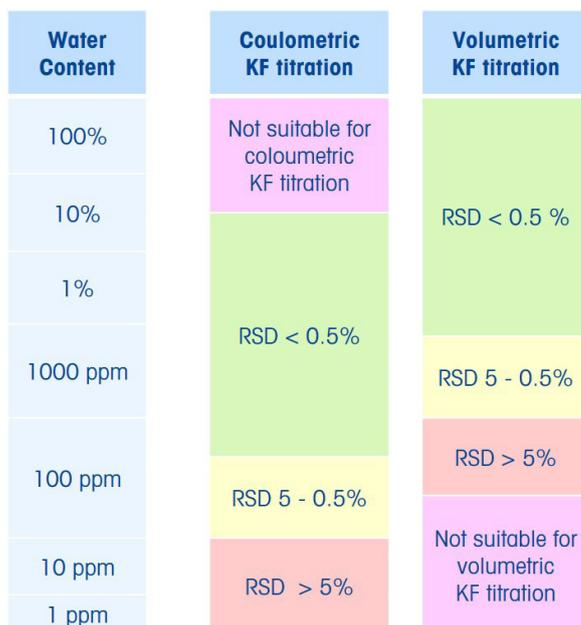 Water
Content
100%
10%
1%
1000 ppm
100 ppm
10 ppm
1 ppm
Coulometric
KF titration
Not suitable for
coloumetric
KF titration
RSD < 0.5%
RSD 5 - 0.5%
RSD > 5%
Volumetric
KF titration
RSD < 0.5 %
RSD 5 - 0.5%
RSD > 5%
Not suitable for
volumetric
KF titration